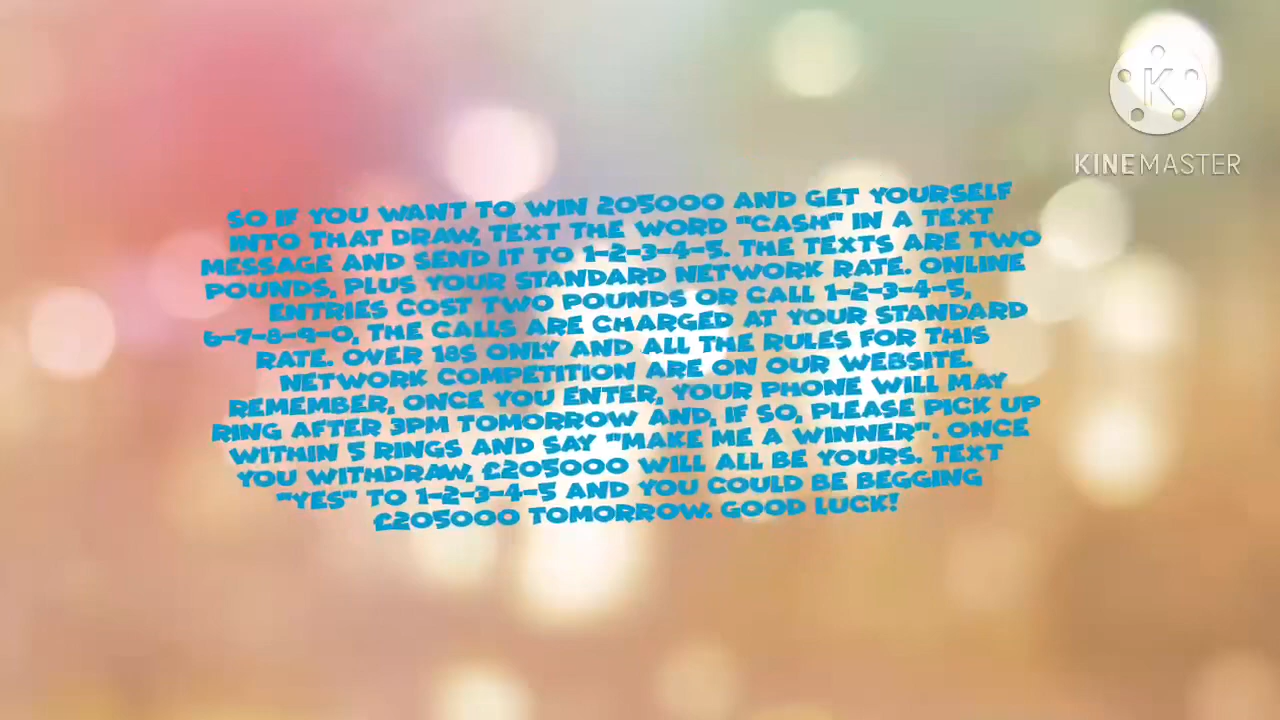 KINEMASTER
SO IF YOU WANT TO WIN 205000 AND GET YOURSELF
INTO THAT DRAW, TEXT THE WORD "CASH" IN A TEXT
MESSAGE AND SEND IT TO 1-2-3-4-5. THE TEXTS ARE TWO
POUNDS, PLUS YOUR STANDARD NETWORK RATE. ONLINE
ENTRIES COST TWO POUNDS OR CALL 1-2-3-4-5,
6-7-8-9-0, THE CALLS ARE CHARGED AT YOUR STANDARD
RATE. OVER 18S ONLY AND ALL THE RULES FOR THIS
NETWORK COMPETITION ARE ON OUR WEBSITE.
REMEMBER, ONCE YOU ENTER, YOUR PHONE WILL MAY
RING AFTER 3PM TOMORROW AND, IF SO, PLEASE PICK UP
WITHIN 5 RINGS AND SAY "MAKE ME A WINNER". ONCE
YOU WITHDRAW, £205000 WILL ALL BE YOURS. TEXT
"YES" TO 1-2-3-4-5 AND YOU COULD BE BEGGING
£205000 TOMORROW. GOOD LUCK!